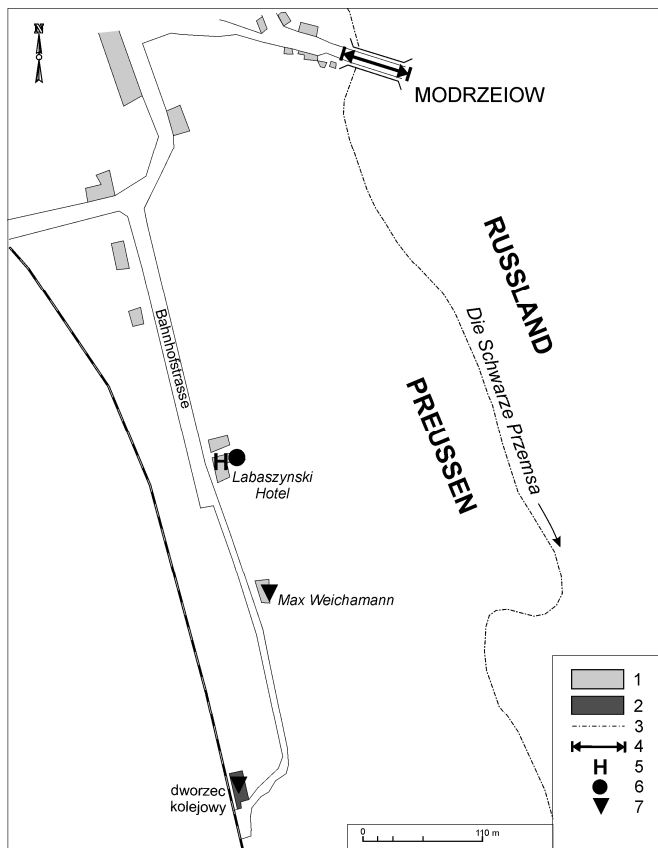 N
MODRZEIOW
RUSSLAND
Die Schwarze Przemsa
PREUSSEN
Bahnhofstrasse
H
Labaszynski
Hotel
Max Weichamann
dworzec
kolejowy
1
2
3
4
H 5
6
7
0 110 m